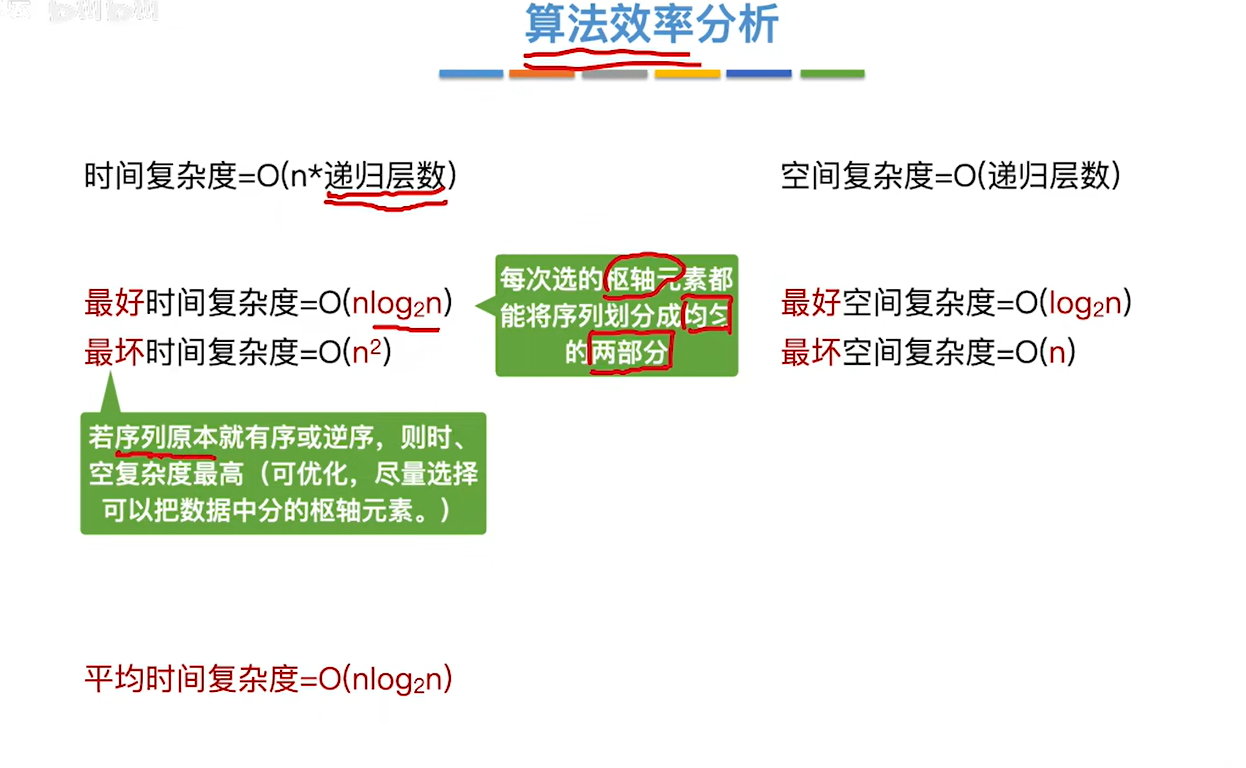 算法效率分析
时间复杂度=O(n*递归层数)
空间复杂度=O(递归层数)
最好时间复杂度=O(nlog₂n)
最坏时间复杂度=O(n²)
每次选的枢轴元素都
能将序列划分成均匀
的两部分
最好空间复杂度=O(log₂n)
最坏空间复杂度=O(n)
若序列原本就有序或逆序，则时、
空复杂度最高（可优化，尽量选择
可以把数据中分的枢轴元素。）
平均时间复杂度=O(nlog₂n)